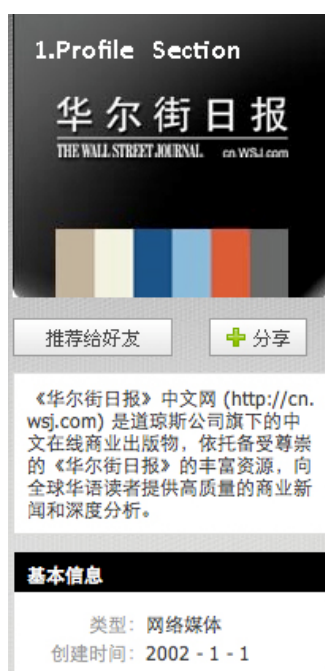 1.Profile Section
华尔街日报
THE WALL STREET JOURNAL. cn.WSJ.com
推荐给好友
分享
《华尔街日报》中文网 (http://cn.
wsj.com) 是道琼斯公司旗下的中
文在线商业出版物，依托备受尊崇
的《华尔街日报》的丰富资源，向
全球华语读者提供高质量的商业新
闻和深度分析。
基本信息
类型：网络媒体
创建时间：2002 - 1 - 1